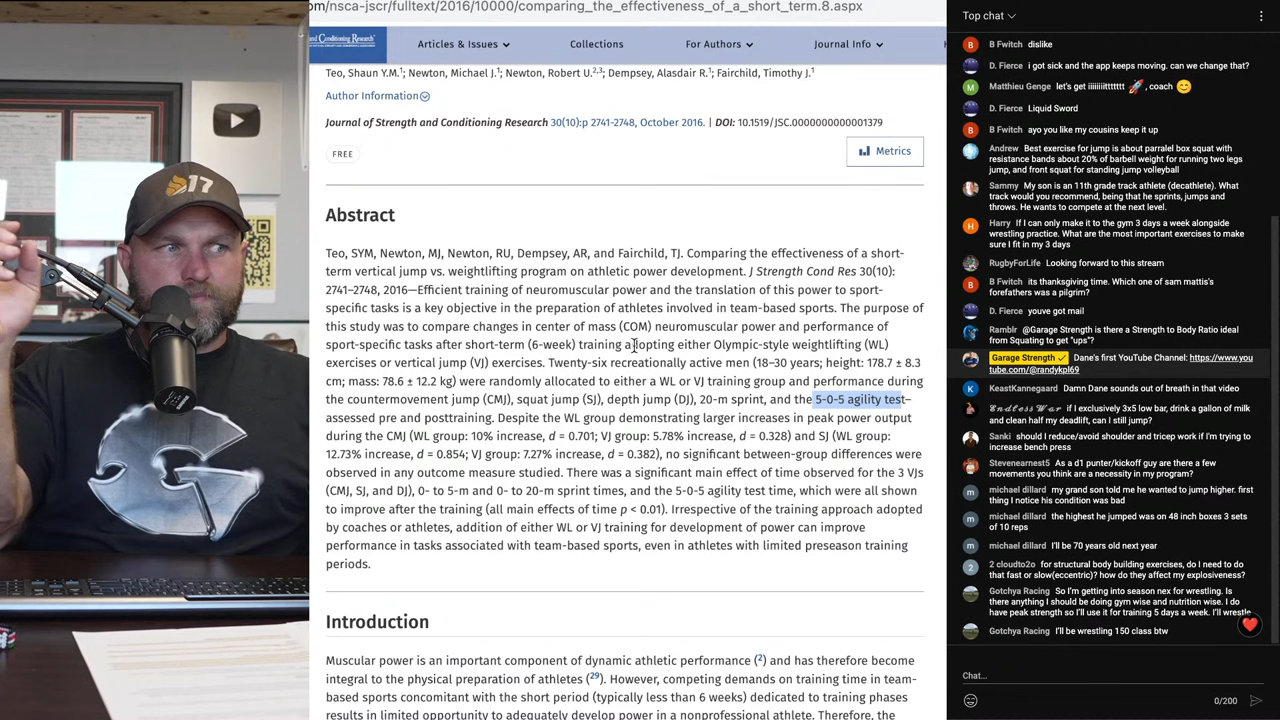 om/nsca-jscr/fulltext/2016/10000/comparing_the_effectiveness_of_a_short_term.8.aspx
and Conditioning Research
Articles & Issues
Collections
For Authors
Journal Info
Teo, Shaun Y.M.1; Newton, Michael J.1; Newton, Robert U.2,3; Dempsey, Alasdair R.1; Fairchild, Timothy J.1
Author Information
Journal of Strength and Conditioning Research 30(10):p 2741-2748, October 2016. | DOI: 10.1519/JSC.0000000000001379
FREE
Metrics
Abstract
Teo, SYM, Newton, MJ, Newton, RU, Dempsey, AR, and Fairchild, TJ. Comparing the effectiveness of a short-
term vertical jump vs. weightlifting program on athletic power development. J Strength Cond Res 30(10):
2741–2748, 2016—Efficient training of neuromuscular power and the translation of this power to sport-
specific tasks is a key objective in the preparation of athletes involved in team-based sports. The purpose of
this study was to compare changes in center of mass (COM) neuromuscular power and performance of
sport-specific tasks after short-term (6-week) training adopting either Olympic-style weightlifting (WL)
exercises or vertical jump (VJ) exercises. Twenty-six recreationally active men (18–30 years; height: 178.7 ± 8.3
cm; mass: 78.6 ± 12.2 kg) were randomly allocated to either a WL or VJ training group and performance during
the countermovement jump (CMJ), squat jump (SJ), depth jump (DJ), 20-m sprint, and the 5-0-5 agility test–
assessed pre and posttraining. Despite the WL group demonstrating larger increases in peak power output
during the CMJ (WL group: 10% increase, d = 0.701; VJ group: 5.78% increase, d = 0.328) and SJ (WL group:
12.73% increase, d = 0.854; VJ group: 7.27% increase, d = 0.382), no significant between-group differences were
observed in any outcome measure studied. There was a significant main effect of time observed for the 3 VJs
(CMJ, SJ, and DJ), 0- to 5-m and 0- to 20-m sprint times, and the 5-0-5 agility test time, which were all shown
to improve after the training (all main effects of time p < 0.01). Irrespective of the training approach adopted
by coaches or athletes, addition of either WL or VJ training for development of power can improve
performance in tasks associated with team-based sports, even in athletes with limited preseason training
periods.
Introduction
Muscular power is an important component of dynamic athletic performance (2) and has therefore become
integral to the physical preparation of athletes (29). However, competing demands on training time in team-
based sports concomitant with the short period (typically less than 6 weeks) dedicated to training phases
results in limited opportunity to adequately develop power in a nonprofessional athlete. Therefore, the
17
G
Top chat
B Fwitch dislike
D. Fierce i got sick and the app keeps moving. can we change that?
Matthieu Genge let's get iiiiiiiitttttt 🚀, coach 😊
D. Fierce Liquid Sword
B Fwitch ayo you like my cousins keep it up
Andrew Best exercise for jump is about parralel box squat with
resistance bands about 20% of barbell weight for running two legs
jump, and front squat for standing jump volleyball
Sammy My son is an 11th grade track athlete (decathlete). What
track would you recommend, being that he sprints, jumps and
throws. He wants to compete at the next level.
Harry If I can only make it to the gym 3 days a week alongside
wrestling practice. What are the most important exercises to make
sure I fit in my 3 days
RugbyForLife Looking forward to this stream
B Fwitch its thanksgiving time. Which one of sam mattis's
forefathers was a pilgrim?
D. Fierce youve got mail
Ramblr @Garage Strength is there a Strength to Body Ratio ideal
from Squating to get "ups"?
Garage Strength Dane's first YouTube Channel: https://www.yo
utube.com/@randykpl69
KeastKannegaard Damn Dane sounds out of breath in that video
Endless War if I exclusively 3x5 low bar, drink a gallon of milk
and clean half my deadlift, can I still jump?
Sanki should I reduce/avoid shoulder and tricep work if I'm trying to
increase bench press
Stevenearnest5 As a d1 punter/kickoff guy are there a few
movements you think are a necessity in my program?
michael dillard my grand son told me he wanted to jump higher. first
thing I notice his condition was bad
michael dillard the highest he jumped was on 48 inch boxes 3 sets
of 10 reps
michael dillard I'll be 70 years old next year
2 cloudto2o for structural body building exercises, do I need to do
that fast or slow(eccentric)? how do they affect my explosiveness?
Gotchya Racing So I'm getting into season nex for wrestling. Is
there anything I should be doing gym wise and nutrition wise. I do
have peak strength so I'll use it for training 5 days a week. I'll wrestle
Gotchya Racing I'll be wrestling 150 class btw
Chat...
0/200